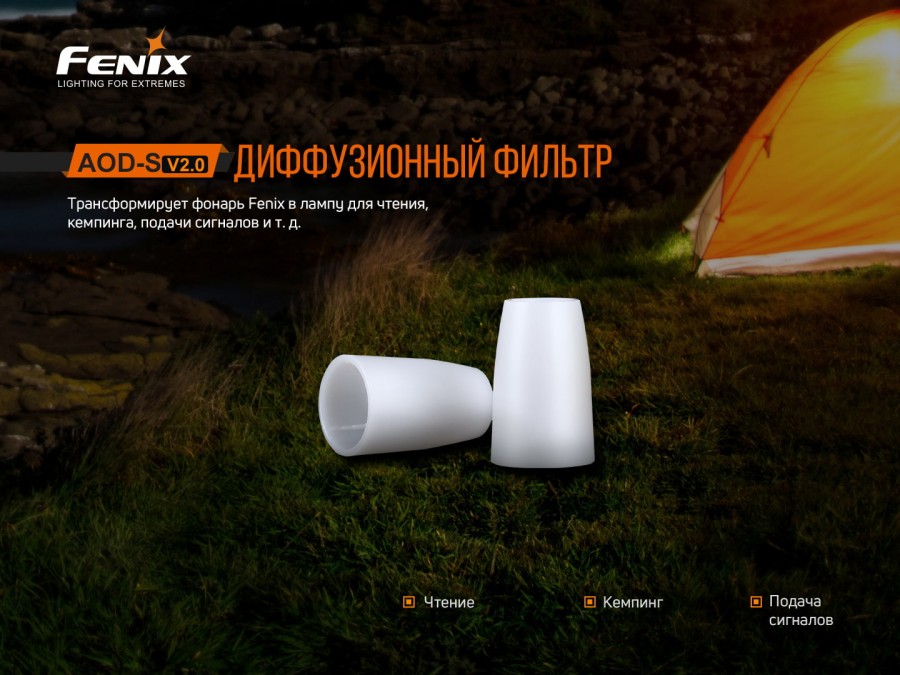 FENIX
LIGHTING FOR EXTREMES
AOD-S V2.0 ДИФФУЗИОННЫЙ ФИЛЬТР
Трансформирует фонарь Fenix в лампу для чтения,
кемпинга, подачи сигналов и т. д.
Чтение
Кемпинг
Подача
сигналов